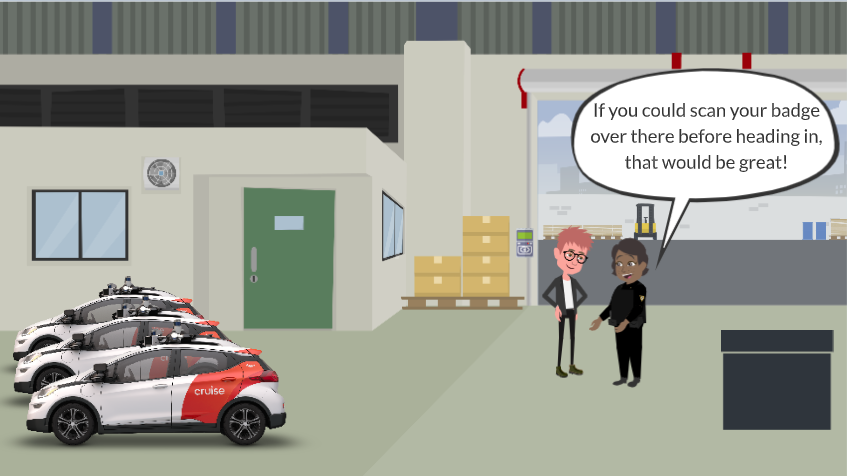 If you could scan your badge
over there before heading in,
that would be great!
cruise